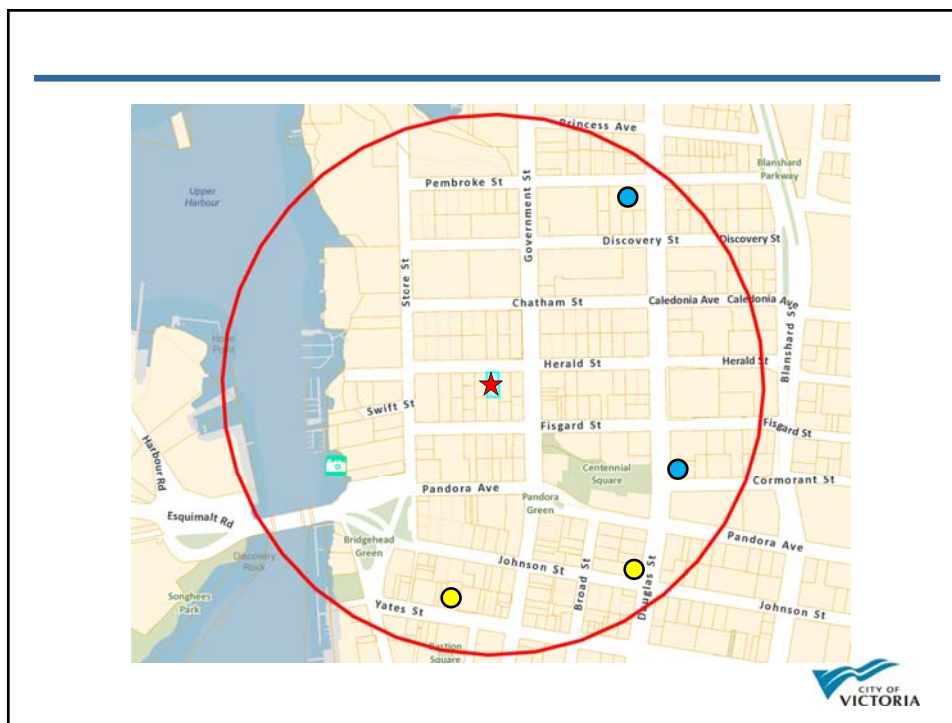 Princess Ave
Blanshard
Parkway
Upper
Harbour
Pembroke St
Government St
Discovery St
Discovery St
Store St
Chatham St
Caledonia Ave
Caledonia Ave
Blanshard St
Hope
Point
Herald St
Herald St
Swift St
Fisgard St
Fisgard St
Harbour Rd
Centennial
Square
Cormorant St
Pandora Ave
Pandora
Green
Esquimalt Rd
Pandora Ave
Bridgehead
Green
Discovery
Rock
Johnson St
Broad St
Douglas St
Johnson St
Songhees
Park
Yates St
Bastion
Square
CITY OF
VICTORIA